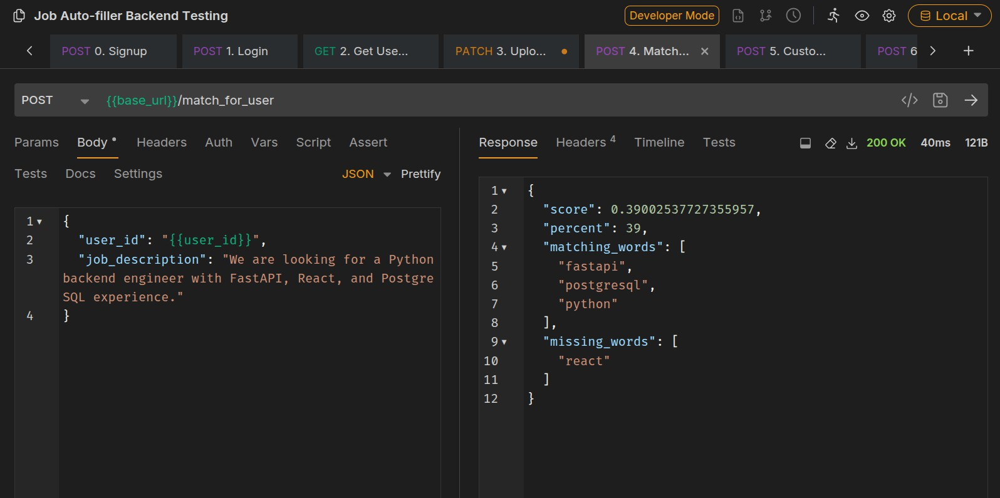 Job Auto-filler Backend Testing
Developer Mode
Local
POST 0. Signup
POST 1. Login
GET 2. Get Use...
PATCH 3. Uplo...
POST 4. Match...
POST 5. Custo...
POST 6
POST
{{base_url}}/match_for_user
Params Body Headers Auth Vars Script Assert
Tests Docs Settings
JSON Prettify
1 {
2 "user_id": "{{user_id}}",
3 "job_description": "We are looking for a Python
backend engineer with FastAPI, React, and Postgre
SQL experience."
4 }
Response Headers 4 Timeline Tests
200 OK 40ms 121B
1 {
2 "score": 0.39002537727355957,
3 "percent": 39,
4 "matching_words": [
5 "fastapi",
6 "postgresql",
7 "python"
8 ],
9 "missing_words": [
10 "react"
11 ]
12 }